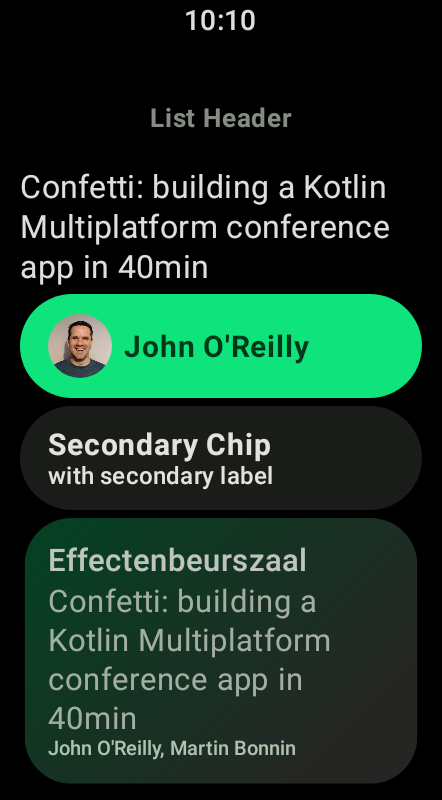 10:10
List Header
Confetti: building a Kotlin
Multiplatform conference
app in 40min
John O'Reilly
Secondary Chip
with secondary label
Effectenbeurszaal
Confetti: building a
Kotlin Multiplatform
conference app in
40min
John O'Reilly, Martin Bonnin